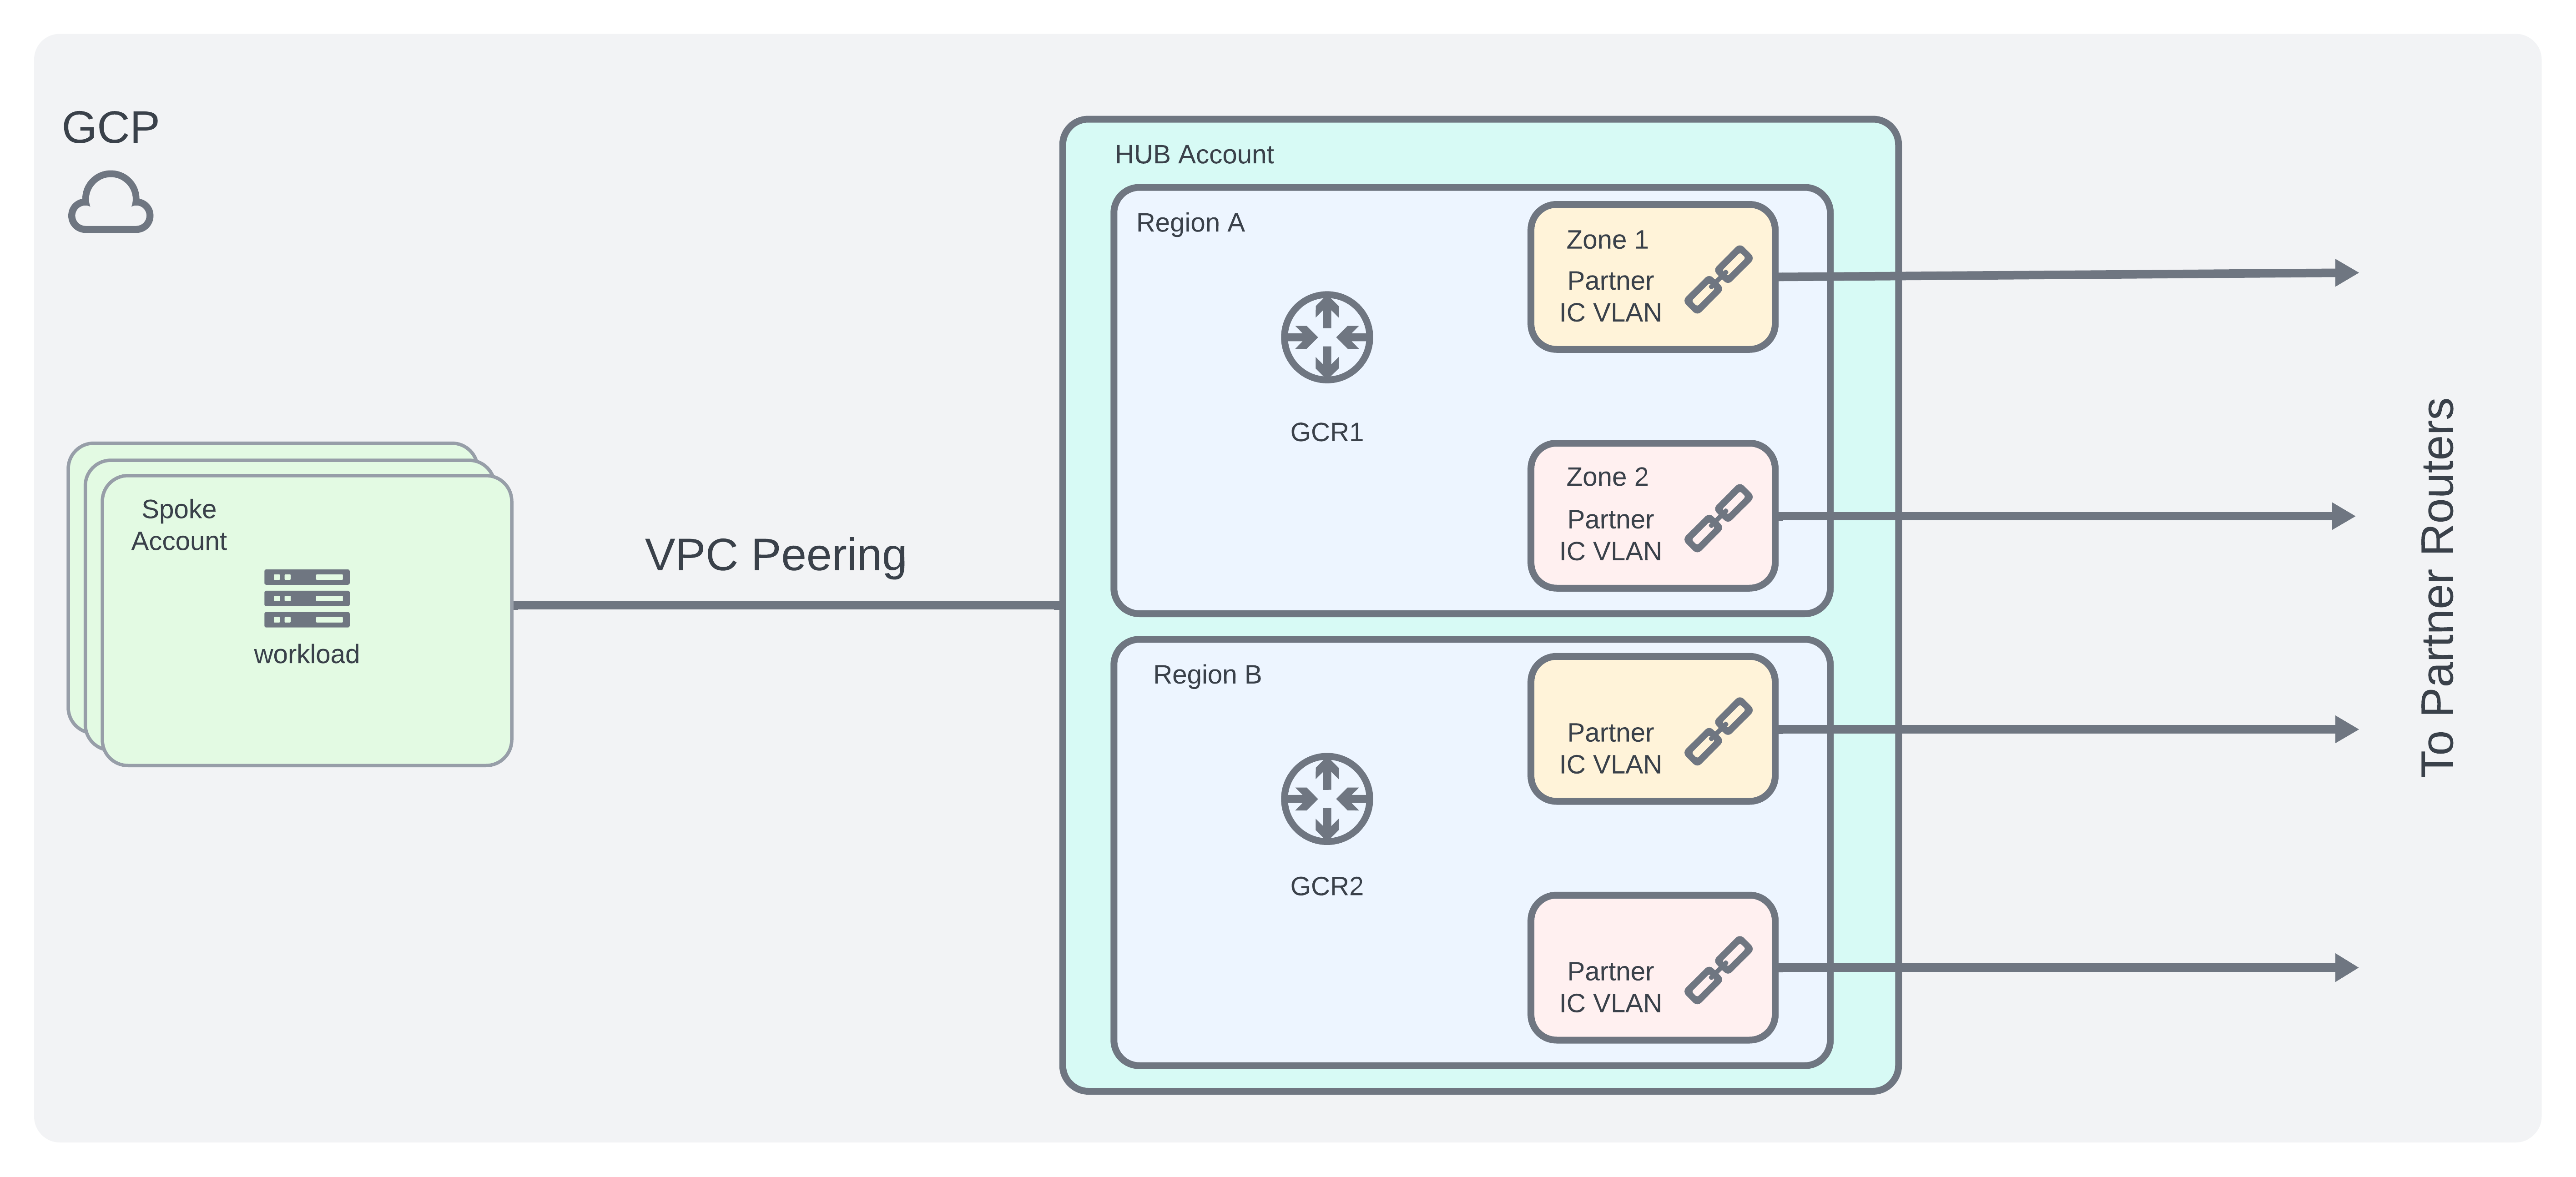 GCP
Spoke
Account
workload
VPC Peering
HUB Account
Region A
GCR1
Zone 1
Partner
IC VLAN
Zone 2
Partner
IC VLAN
Region B
GCR2
Partner
IC VLAN
Partner
IC VLAN
To Partner Routers